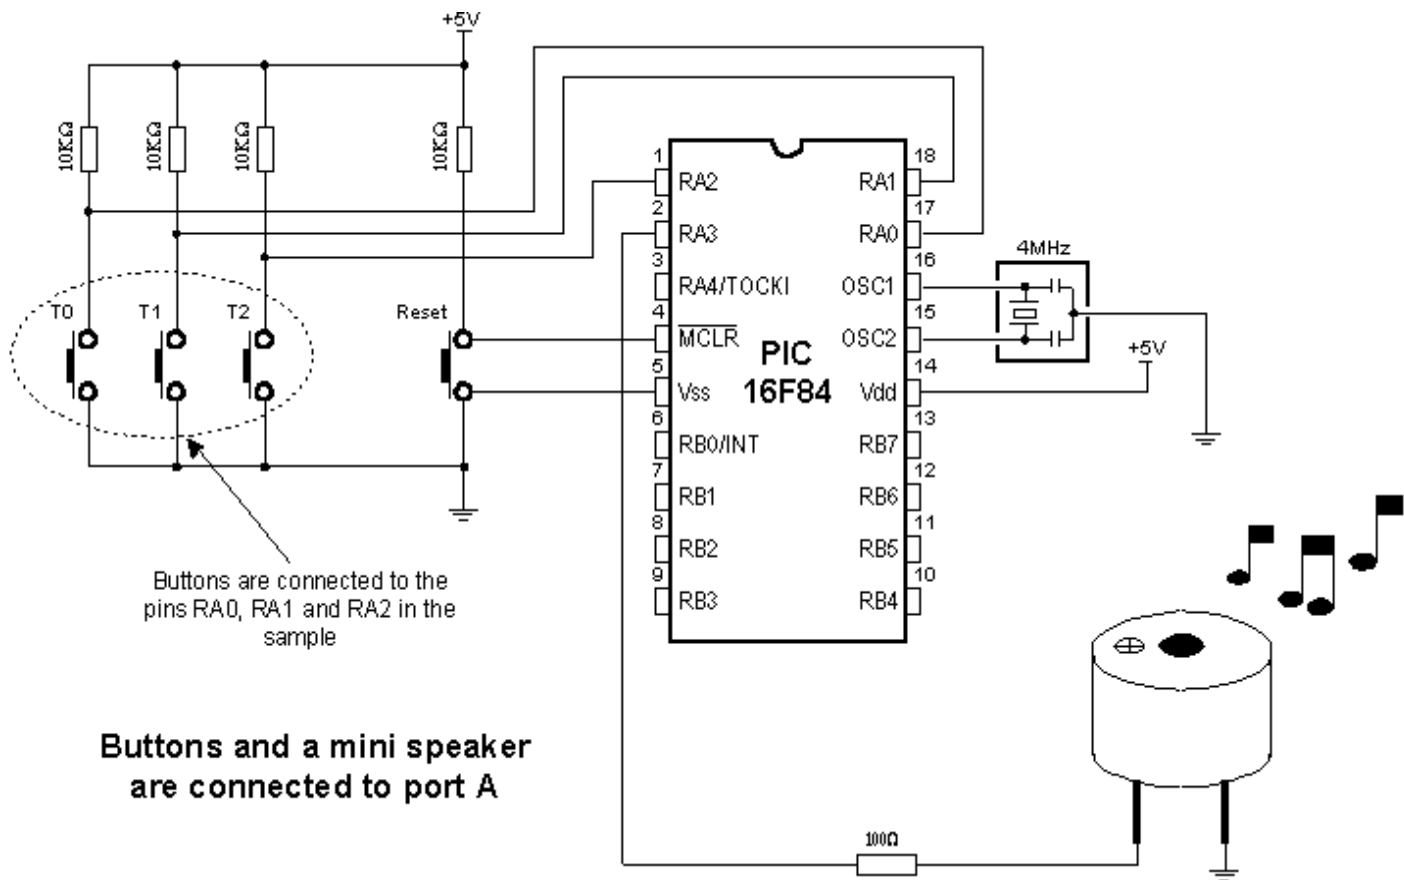 +5V
10KΩ
10KΩ
10KΩ
10KΩ
T0
T1
T2
Reset
1
RA2
2
RA3
3
RA4/TOCKI
4
MCLR
5
Vss
6
RB0/INT
7
RB1
8
RB2
9
RB3
PIC
16F84
18
RA1
17
RA0
16
OSC1
15
OSC2
14
Vdd
13
RB7
12
RB6
11
RB5
10
RB4
4MHz
+5V
Buttons are connected to the
pins RA0, RA1 and RA2 in the
sample
Buttons and a mini speaker
are connected to port A
100Ω